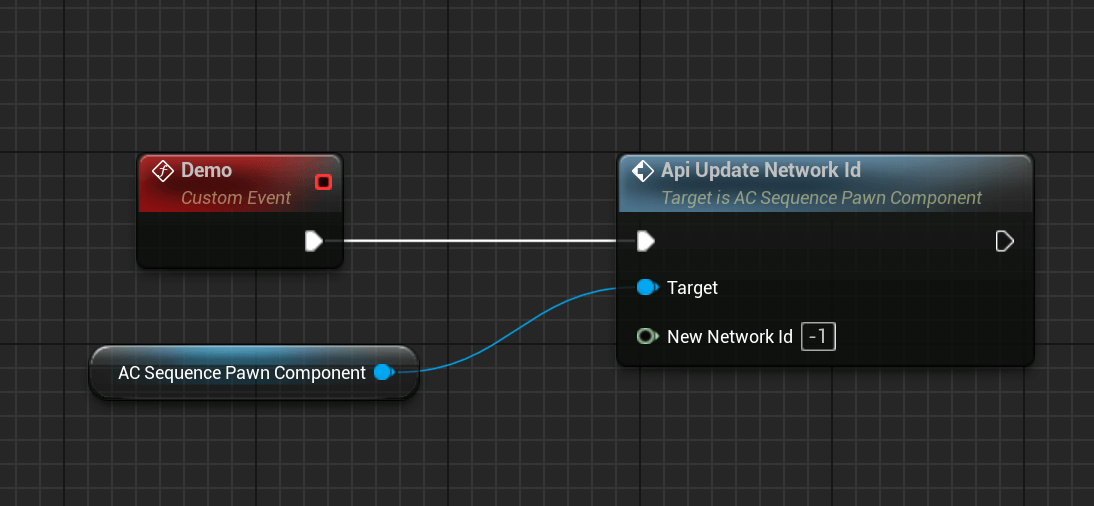 Demo
Custom Event
Api Update Network Id
Target is AC Sequence Pawn Component
Target
New Network Id -1
AC Sequence Pawn Component